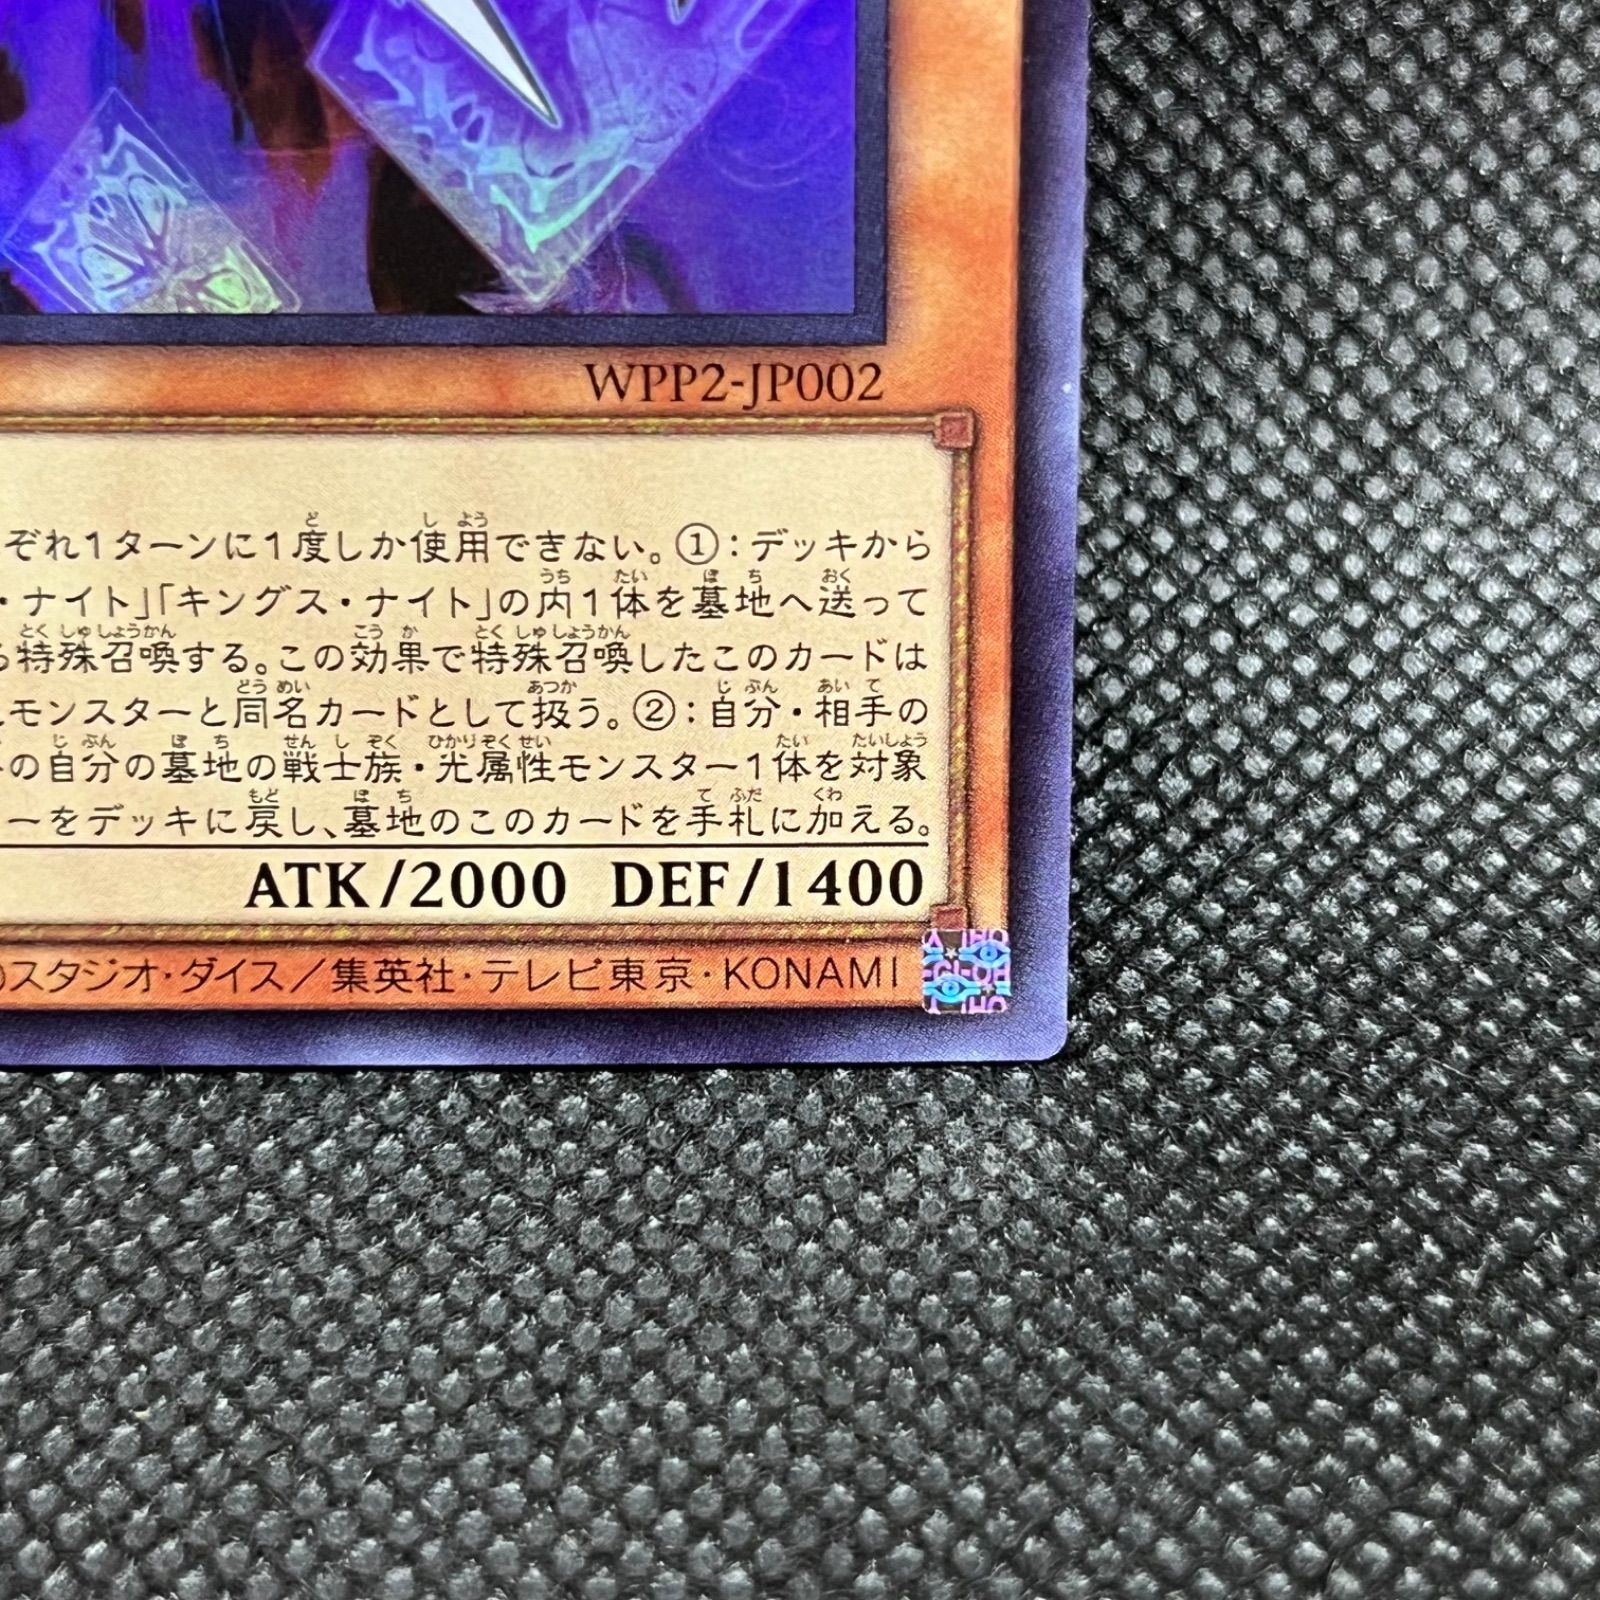 WPP2-JP002
ぞれ1ターンに1度しか使用できない。①：デッキから
・ナイト」「キングス・ナイト」の内1体を墓地へ送って
特殊召喚する。この効果で特殊召喚したこのカードは
モンスターと同名カードとして扱う。②：自分・相手の
の自分の墓地の戦士族・光属性モンスター1体を対象
ーをデッキに戻し、墓地のこのカードを手札に加える。
ATK/2000 DEF/1400
スタジオ・ダイス／集英社・テレビ東京・KONAMI